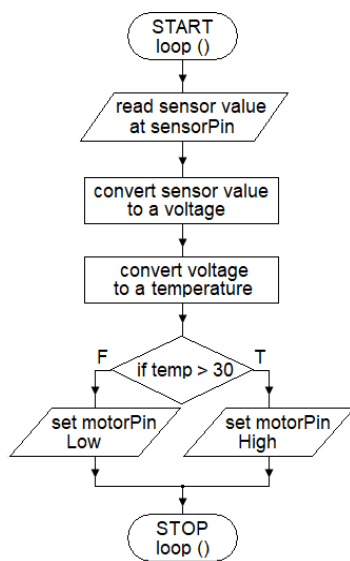 START
loop ()
read sensor value
at sensorPin
convert sensor value
to a voltage
convert voltage
to a temperature
F
if temp > 30
T
set motorPin
Low
set motorPin
High
STOP
loop ()